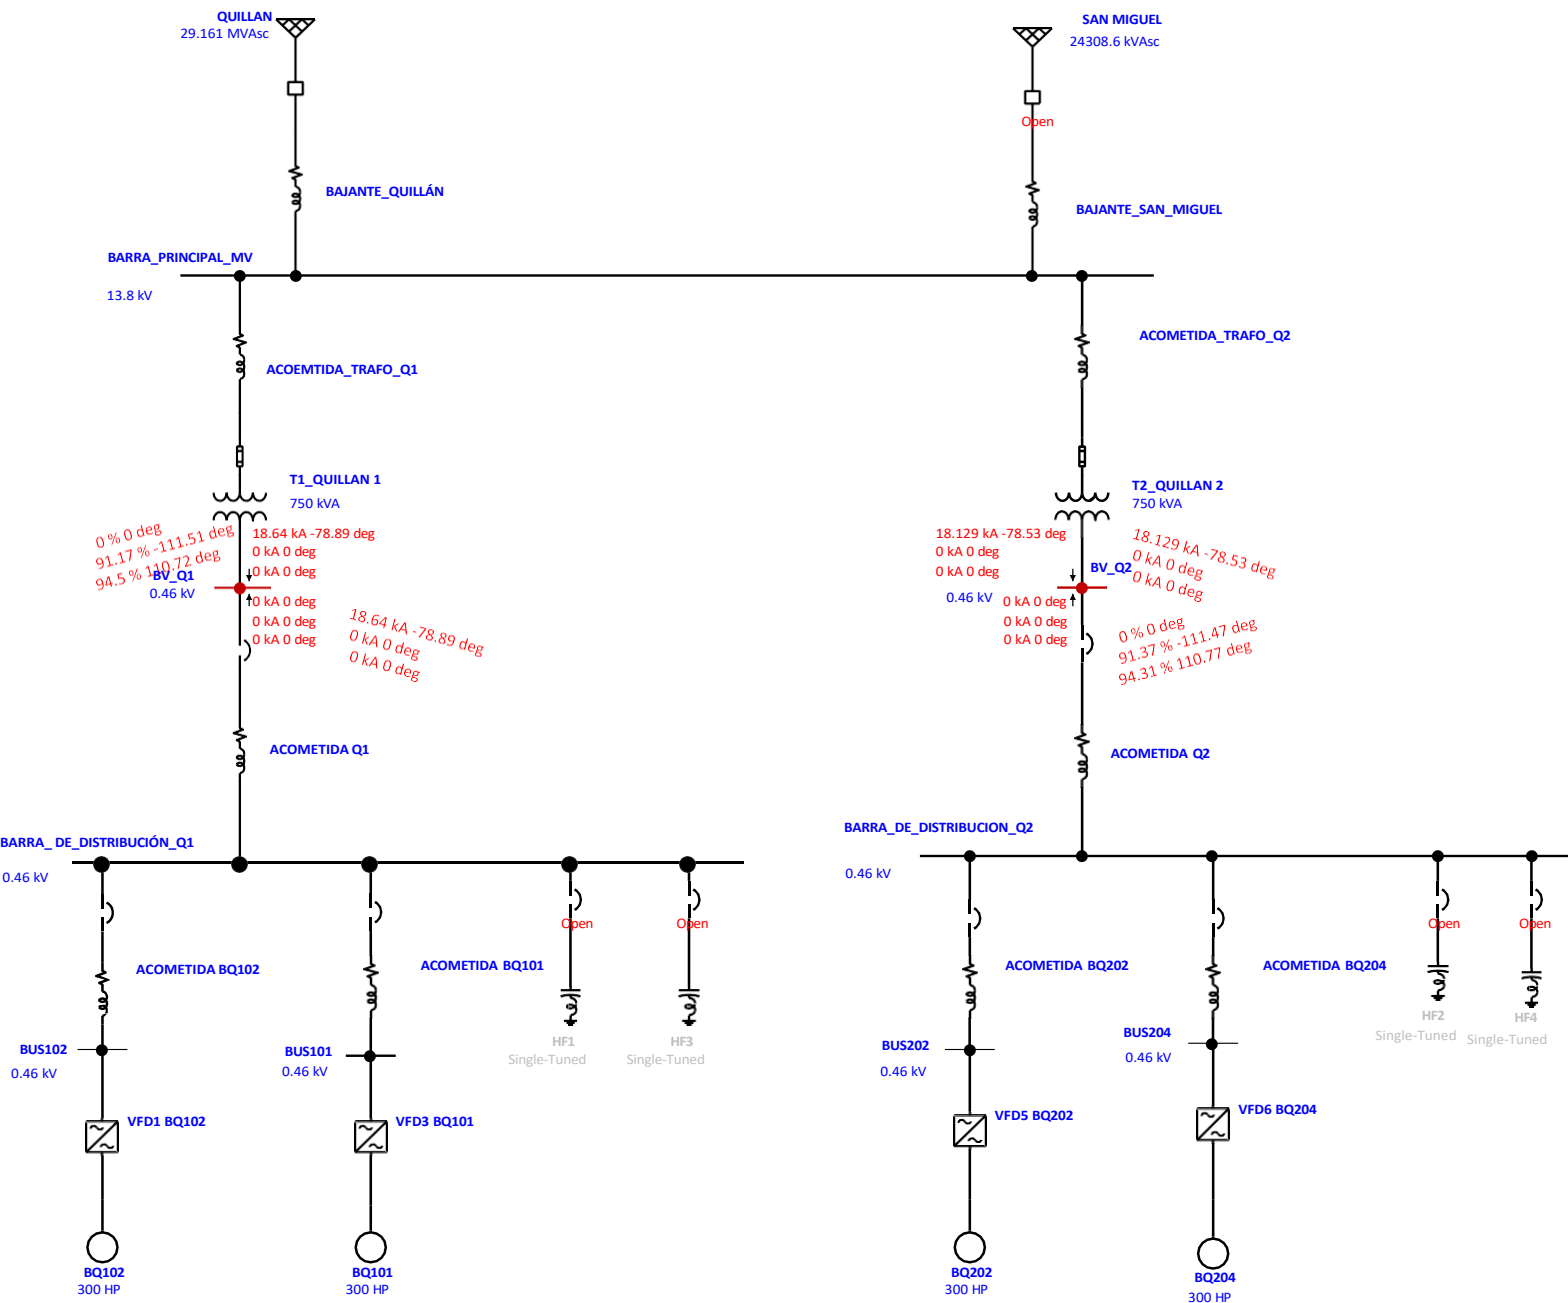 QUILLAN
29.161 MVAsc
SAN MIGUEL
24308.6 kVAsc
Open
BAJANTE_QUILLÁN
BAJANTE_SAN_MIGUEL
BARRA_PRINCIPAL_MV
13.8 kV
ACOEMTIDA_TRAFO_Q1
ACOMETIDA_TRAFO_Q2
T1_QUILLAN 1
750 kVA
T2_QUILLAN 2
750 kVA
0 % 0 deg
91.17 % -111.51 deg
94.5 % 110.72 deg
18.64 kA -78.89 deg
0 kA 0 deg
0 kA 0 deg
BV_Q1
0.46 kV
0 kA 0 deg
0 kA 0 deg
0 kA 0 deg
18.64 kA -78.89 deg
0 kA 0 deg
0 kA 0 deg
18.129 kA -78.53 deg
0 kA 0 deg
0 kA 0 deg
18.129 kA -78.53 deg
0 kA 0 deg
0 kA 0 deg
BV_Q2
0.46 kV
0 kA 0 deg
0 kA 0 deg
0 kA 0 deg
0 % 0 deg
91.37 % -111.47 deg
94.31 % 110.77 deg
ACOMETIDA Q1
ACOMETIDA Q2
BARRA_ DE_DISTRIBUCIÓN_Q1
0.46 kV
BARRA_DE_DISTRIBUCION_Q2
0.46 kV
Open
Open
Open
Open
ACOMETIDA BQ102
ACOMETIDA BQ101
ACOMETIDA BQ202
ACOMETIDA BQ204
HF1
Single-Tuned
HF3
Single-Tuned
HF2
Single-Tuned
HF4
Single-Tuned
BUS102
0.46 kV
BUS101
0.46 kV
BUS202
0.46 kV
BUS204
0.46 kV
VFD1 BQ102
VFD3 BQ101
VFD5 BQ202
VFD6 BQ204
BQ102
300 HP
BQ101
300 HP
BQ202
300 HP
BQ204
300 HP